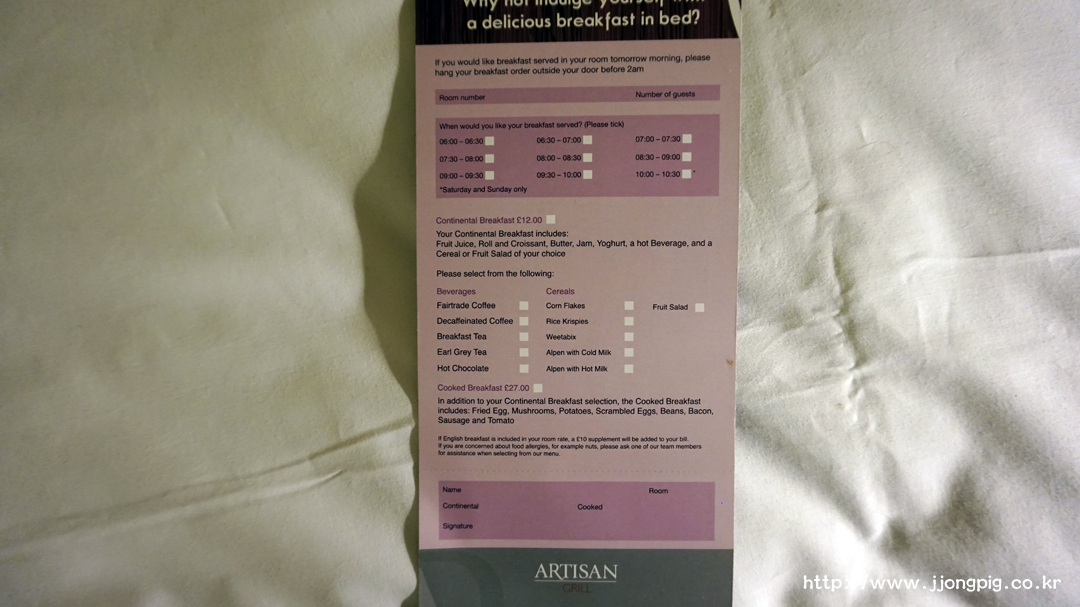 Why not indulge yourself with
a delicious breakfast in bed?
If you would like breakfast served in your room tomorrow morning, please
hang your breakfast order outside your door before 2am
Room number Number of guests
When would you like your breakfast served? (Please tick)
06:00 – 06:30 06:30 – 07:00 07:00 – 07:30
07:30 – 08:00 08:00 – 08:30 08:30 – 09:00
09:00 – 09:30 09:30 – 10:00 10:00 – 10:30 *
*Saturday and Sunday only
Continental Breakfast £12.00
Your Continental Breakfast includes:
Fruit Juice, Roll and Croissant, Butter, Jam, Yoghurt, a hot Beverage, and a
Cereal or Fruit Salad of your choice
Please select from the following:
Beverages Cereals
Fairtrade Coffee Corn Flakes Fruit Salad
Decaffeinated Coffee Rice Krispies
Breakfast Tea Weetabix
Earl Grey Tea Alpen with Cold Milk
Hot Chocolate Alpen with Hot Milk
Cooked Breakfast £27.00
In addition to your Continental Breakfast selection, the Cooked Breakfast
includes: Fried Egg, Mushrooms, Potatoes, Scrambled Eggs, Beans, Bacon,
Sausage and Tomato
If English breakfast is included in your room rate, a £10 supplement will be added to your bill.
If you are concerned about food allergies, for example nuts, please ask one of our team members
for assistance when selecting from our menu.
Name Room
Continental Cooked
Signature
ARTISAN
GRILL
http://www.jjongpig.co.kr